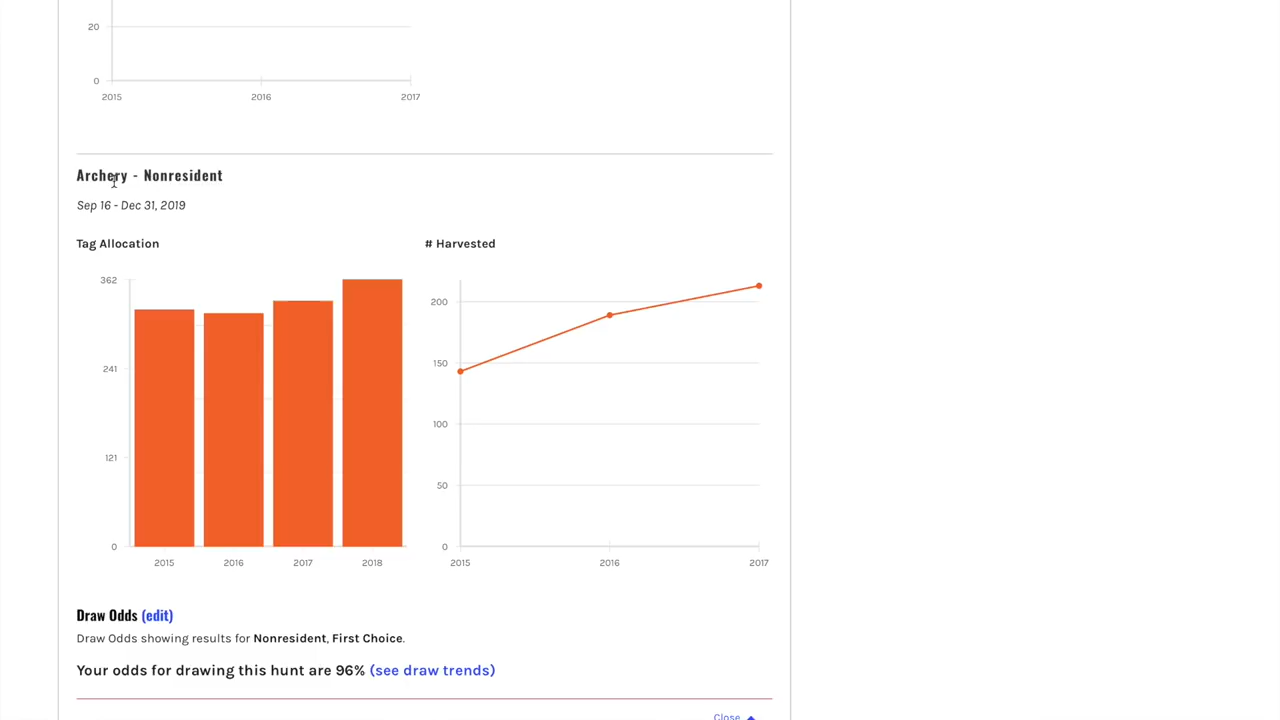 20
0
2015 2016 2017
Archery - Nonresident
Sep 16 - Dec 31, 2019
Tag Allocation # Harvested
362
241
121
0
2015 2016 2017 2018
200
150
100
50
0
2015 2016 2017
Draw Odds (edit)
Draw Odds showing results for Nonresident, First Choice.
Your odds for drawing this hunt are 96% (see draw trends)
Close